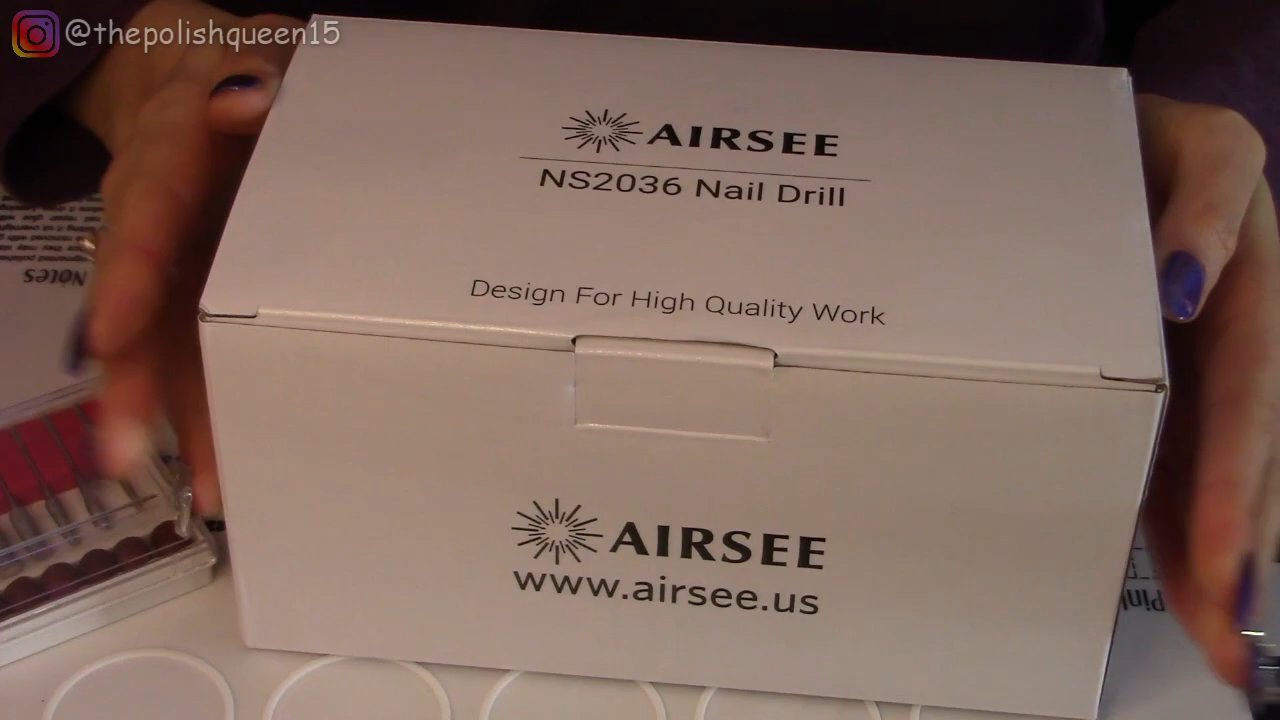 @thepolishqueen15
AIRSEE
NS2036 Nail Drill
Design For High Quality Work
AIRSEE
www.airsee.us
Notes